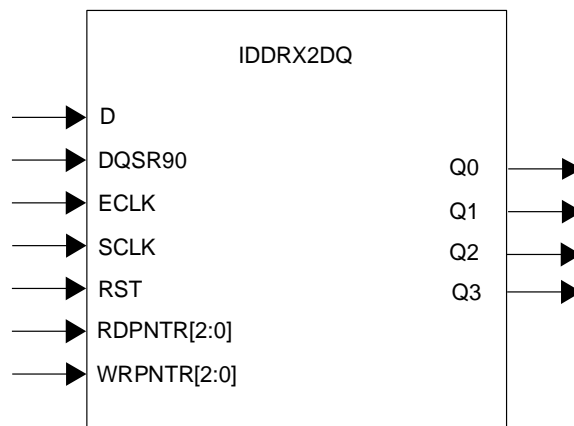 IDDRX2DQ
D
DQSR90
ECLK
SCLK
RST
RDPNTR[2:0]
WRPNTR[2:0]
Q0
Q1
Q2
Q3